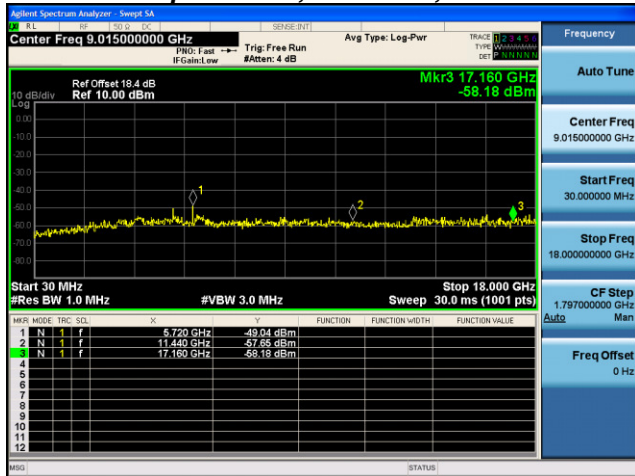 Agilent Spectrum Analyzer - Swept SA
RL RF 50 Ω DC SENSE:INT
Center Freq 9.015000000 GHz
PNO: Fast
IFGain:Low
Trig: Free Run
#Atten: 4 dB
Avg Type: Log-Pwr
TRACE 1 2 3 4 5 6
TYPE
DET P N N N N N
Mkr3 17.160 GHz
-58.18 dBm
Ref Offset 18.4 dB
10 dB/div Ref 10.00 dBm
Log
0.00
-10.0
-20.0
-30.0
-40.0
-50.0
-60.0
-70.0
-80.0
1
2
3
Start 30 MHz Stop 18.000 GHz
#Res BW 1.0 MHz #VBW 3.0 MHz Sweep 30.0 ms (1001 pts)
MKR MODE TRC SCL X Y FUNCTION FUNCTION WIDTH FUNCTION VALUE
1 N 1 f 5.720 GHz -49.04 dBm
2 N 1 f 11.440 GHz -57.65 dBm
3 N 1 f 17.160 GHz -58.18 dBm
4
5
6
7
8
9
10
11
12
MSG STATUS
Frequency
Auto Tune
Center Freq
9.015000000 GHz
Start Freq
30.000000 MHz
Stop Freq
18.000000000 GHz
CF Step
1.797000000 GHz
Auto Man
Freq Offset
0 Hz